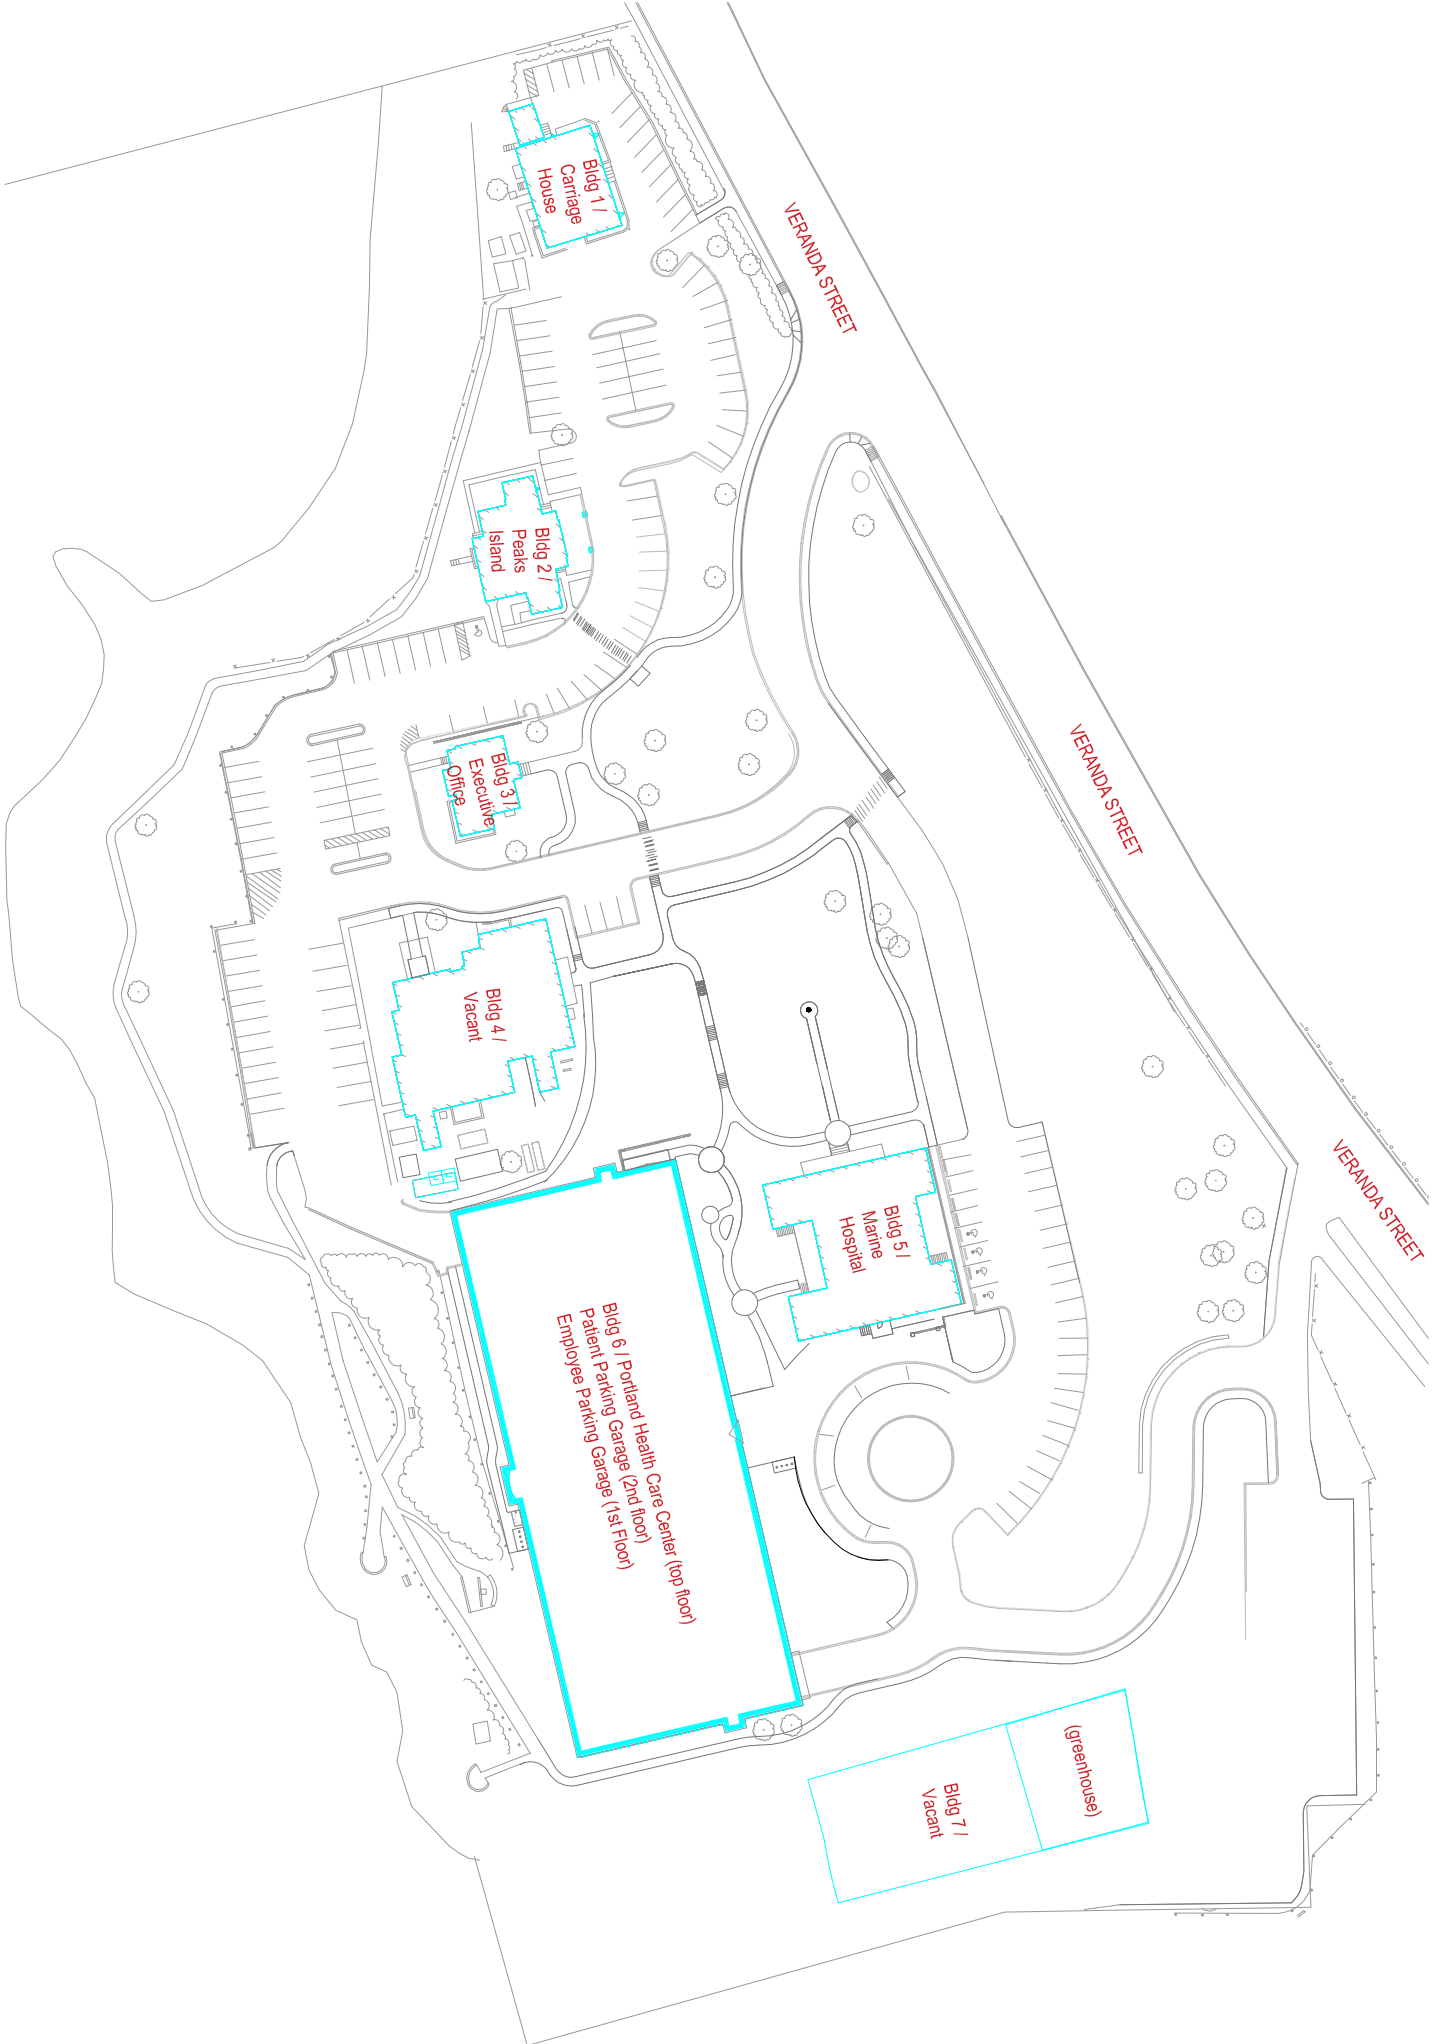 VERANDA STREET
Bldg 1 /
Carriage
House
Bldg 2 /
Peaks
Island
VERANDA STREET
Bldg 3 /
Executive
Office
Bldg 4 /
Vacant
VERANDA STREET
Bldg 5 /
Marine
Hospital
Bldg 6 / Portland Health Care Center (top floor)
Patient Parking Garage (2nd floor)
Employee Parking Garage (1st Floor)
(greenhouse)
Bldg 7 /
Vacant